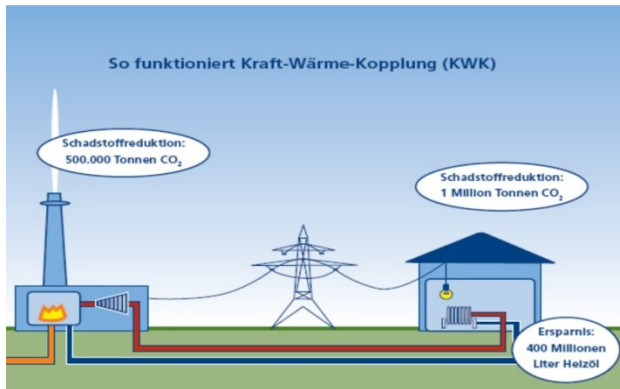 So funktioniert Kraft-Wärme-Kopplung (KWK)
Schadstoffreduktion:
500.000 Tonnen CO₂
Schadstoffreduktion:
1 Million Tonnen CO₂
Ersparnis:
400 Millionen
Liter Heizöl